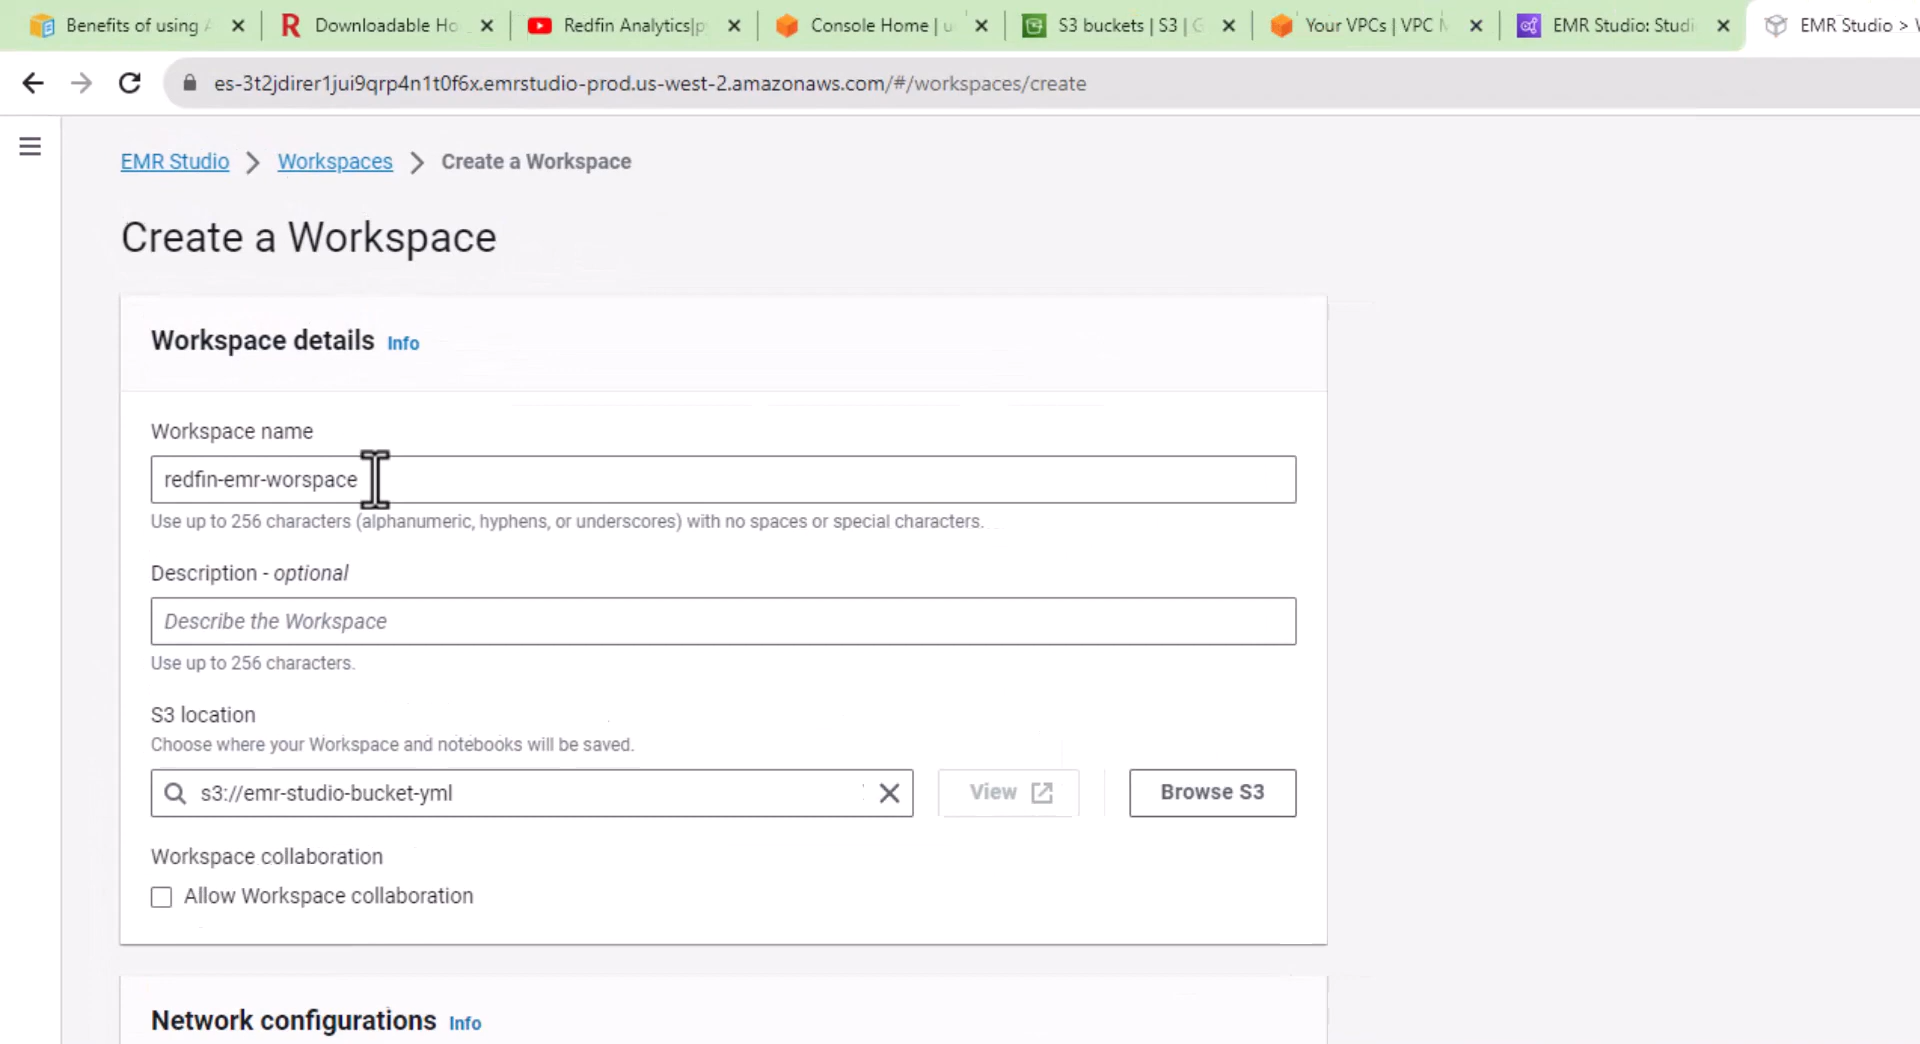 Benefits of using
Downloadable Ho
Redfin Analytics|p
Console Home | u
S3 buckets | S3 | G
Your VPCs | VPC M
EMR Studio: Studi
EMR Studio >
es-3t2jdirer1jui9qrp4n1t0f6x.emrstudio-prod.us-west-2.amazonaws.com/#/workspaces/create
EMR Studio > Workspaces > Create a Workspace
Create a Workspace
Workspace details Info
Workspace name
redfin-emr-worspace
Use up to 256 characters (alphanumeric, hyphens, or underscores) with no spaces or special characters.
Description - optional
Describe the Workspace
Use up to 256 characters.
S3 location
Choose where your Workspace and notebooks will be saved.
s3://emr-studio-bucket-yml
View
Browse S3
Workspace collaboration
Allow Workspace collaboration
Network configurations Info